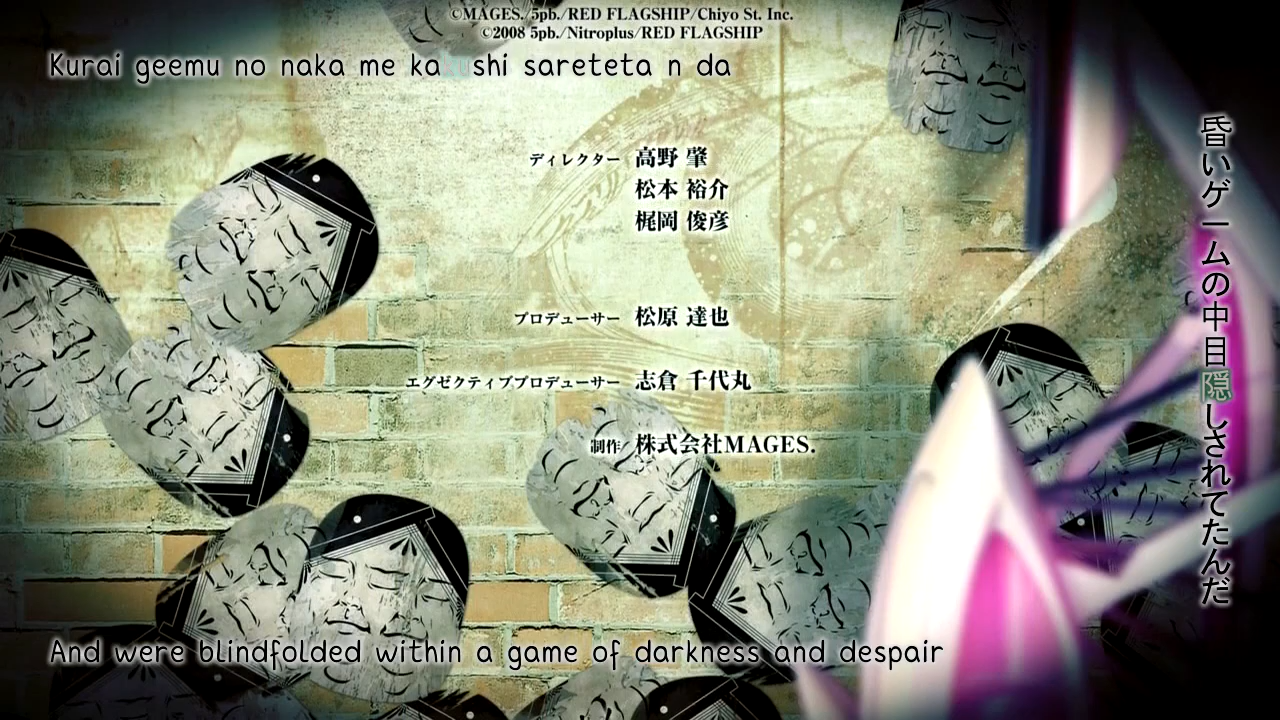 ©MAGES./5pb./RED FLAGSHIP/Chiyo St. Inc.
©2008 5pb./Nitroplus/RED FLAGSHIP
Kurai geemu no naka me kakushi sareteta n da
昏いゲームの中目隠しされてたんだ
ディレクター 高野 肇
松本 裕介
梶岡 俊彦
プロデューサー 松原 達也
エグゼクティブプロデューサー 志倉 千代丸
制作 株式会社MAGES.
And were blindfolded within a game of darkness and despair